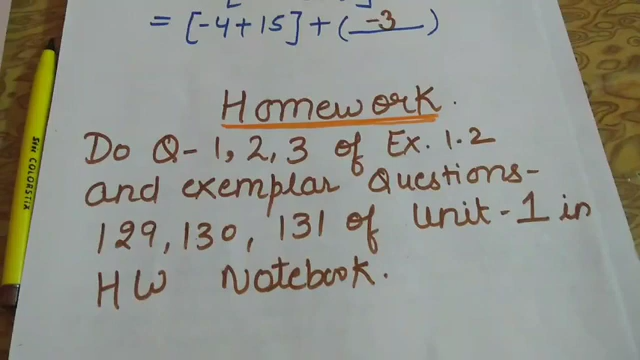 = [-4+15] + ( -3 )
Homework.
Do Q-1, 2, 3 of Ex. 1.2
and exemplar Questions-
129, 130, 131 of Unit-1 in
HW Notebook.